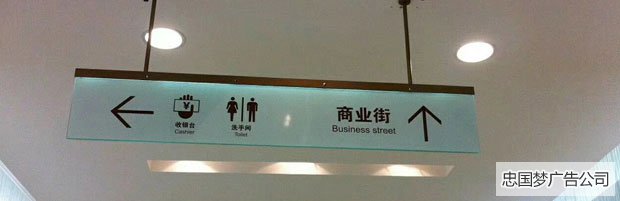 ¥
收银台
Cashier
洗手间
Toilet
商业街
Business street
忠国梦广告公司